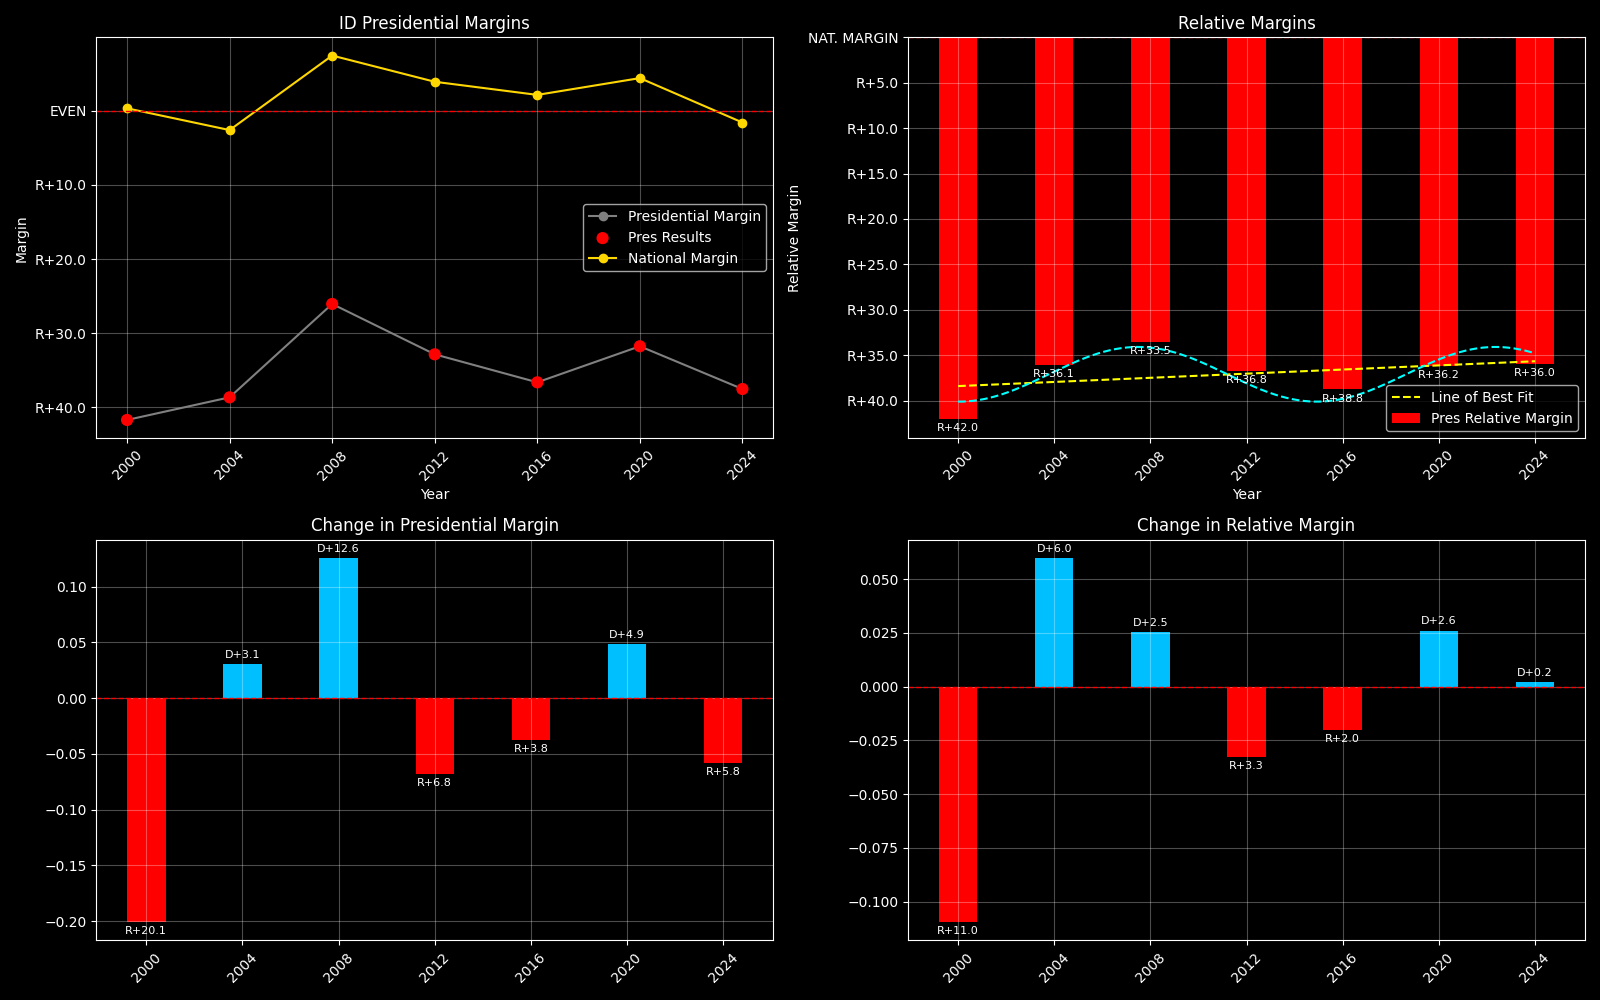 ID Presidential Margins
EVEN
R+10.0
R+20.0
R+30.0
R+40.0
Margin
Presidential Margin
Pres Results
National Margin
2000
2004
2008
2012
2016
2020
2024
Year
Relative Margins
NAT. MARGIN
R+5.0
R+10.0
R+15.0
R+20.0
R+25.0
R+30.0
R+35.0
R+40.0
Relative Margin
R+42.0
R+36.1
R+33.5
R+36.8
R+38.8
R+36.2
R+36.0
Line of Best Fit
Pres Relative Margin
2000
2004
2008
2012
2016
2020
2024
Year
Change in Presidential Margin
0.10
0.05
0.00
−0.05
−0.10
−0.15
−0.20
R+20.1
D+3.1
D+12.6
R+6.8
R+3.8
D+4.9
R+5.8
2000
2004
2008
2012
2016
2020
2024
Change in Relative Margin
0.050
0.025
0.000
−0.025
−0.050
−0.075
−0.100
R+11.0
D+6.0
D+2.5
R+3.3
R+2.0
D+2.6
D+0.2
2000
2004
2008
2012
2016
2020
2024